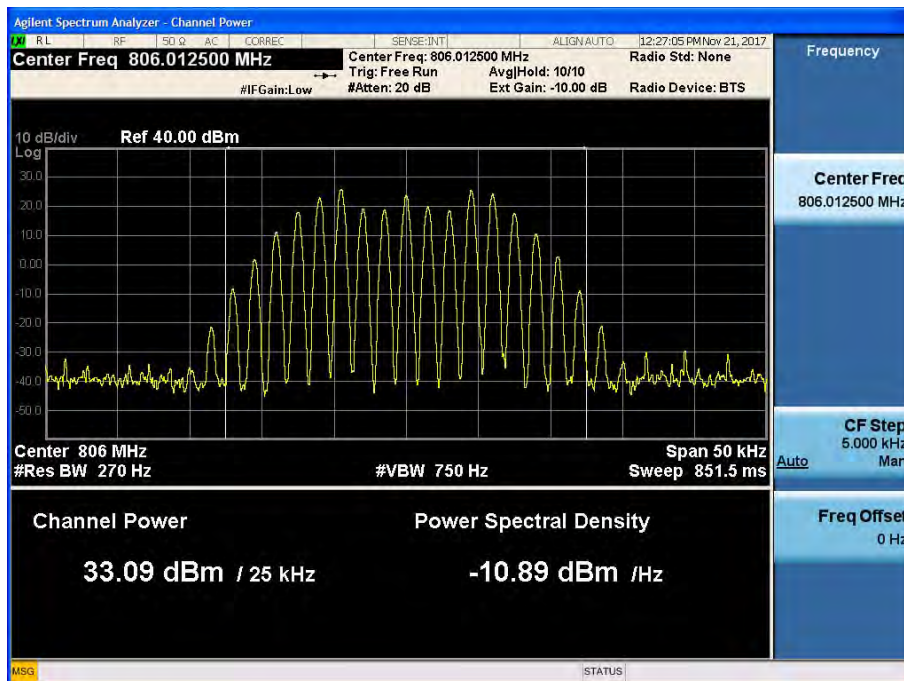 Agilent Spectrum Analyzer - Channel Power
LXI RL RF 50 Ω AC CORREC SENSE:INT ALIGN AUTO 12:27:05 PM Nov 21, 2017
Center Freq 806.012500 MHz
Center Freq: 806.012500 MHz Radio Std: None
Trig: Free Run Avg|Hold: 10/10
#IFGain:Low #Atten: 20 dB Ext Gain: -10.00 dB Radio Device: BTS
10 dB/div Ref 40.00 dBm
Log
30.0
20.0
10.0
0.00
-10.0
-20.0
-30.0
-40.0
-50.0
Center 806 MHz Span 50 kHz
#Res BW 270 Hz #VBW 750 Hz Sweep 851.5 ms
Channel Power Power Spectral Density
33.09 dBm / 25 kHz -10.89 dBm /Hz
MSG STATUS
Frequency
Center Freq
806.012500 MHz
CF Step
5.000 kHz
Auto Man
Freq Offset
0 Hz